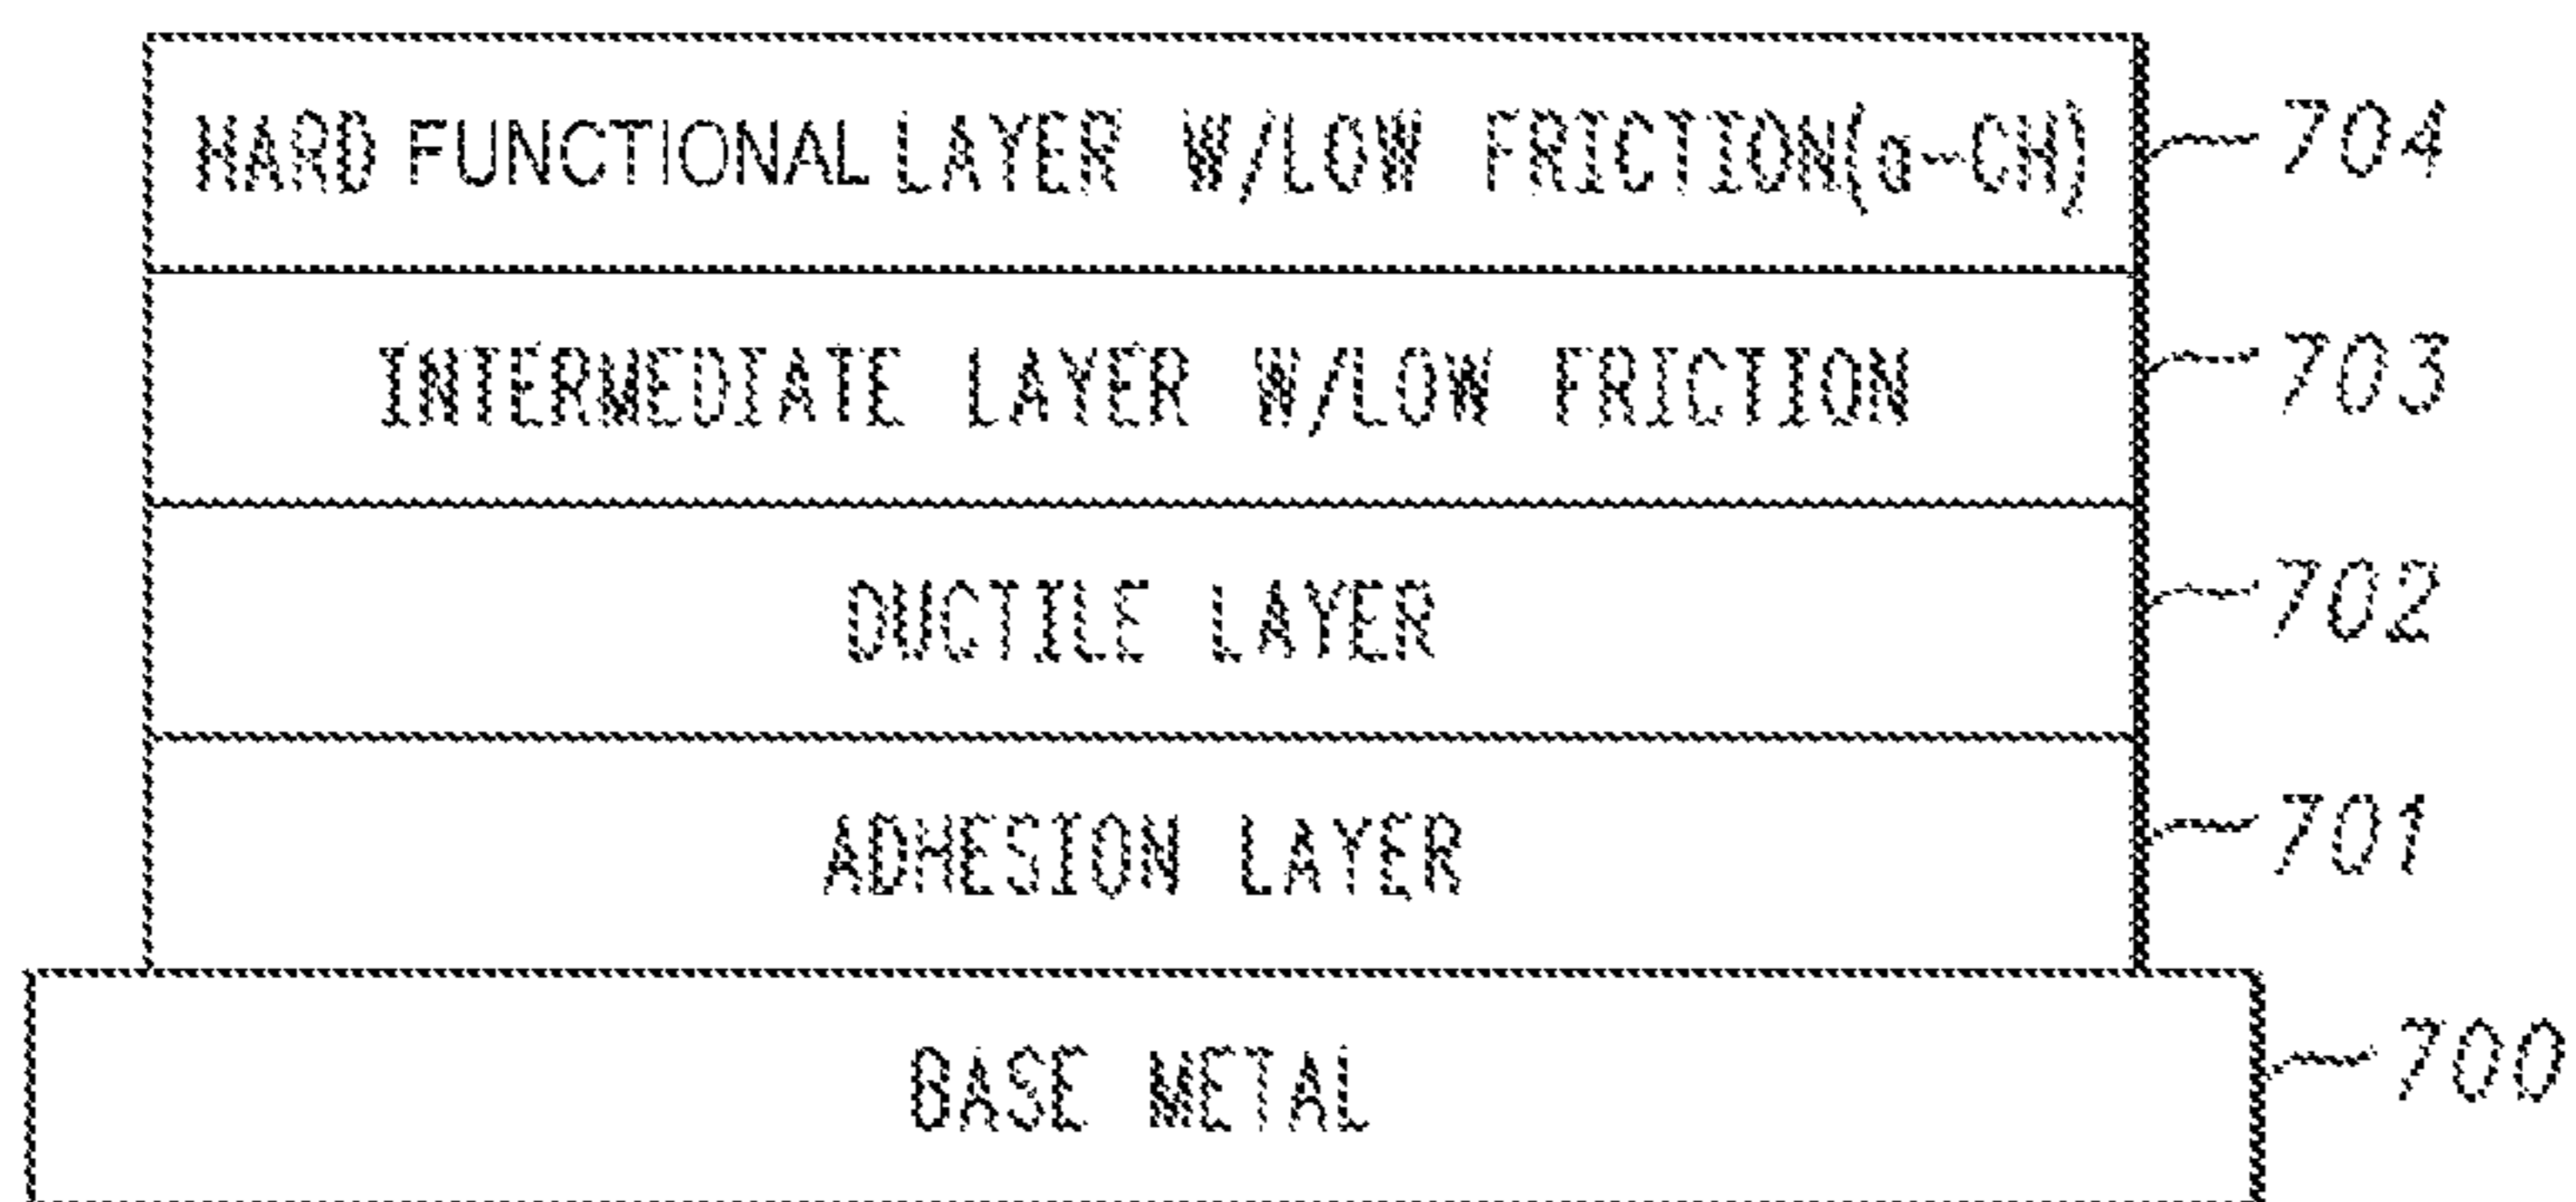 HARD FUNCTIONAL LAYER W/LOW FRICTION(a-CH) 704
INTERMEDIATE LAYER W/LOW FRICTION 703
DUCTILE LAYER 702
ADHESION LAYER 701
BASE METAL 700